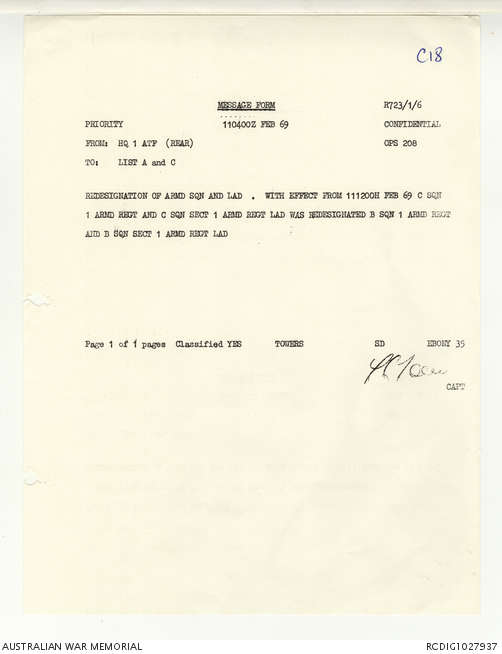 C18
MESSAGE FORM R723/1/6
PRIORITY 110400Z FEB 69 CONFIDENTIAL
FROM: HQ 1 ATF (REAR) OPS 208
TO: LIST A and C
REDESIGNATION OF ARMD SQN AND LAD . WITH EFFECT FROM 111200H FEB 69 C SQN
1 ARMD REGT AND C SQN SECT 1 ARMD REGT LAD WAS REDESIGNATED B SQN 1 ARMD REGT
AND B SQN SECT 1 ARMD REGT LAD
Page 1 of 1 pages Classified YES TOWERS SD EBONY 35
CAPT
AUSTRALIAN WAR MEMORIAL RCDIG1027937